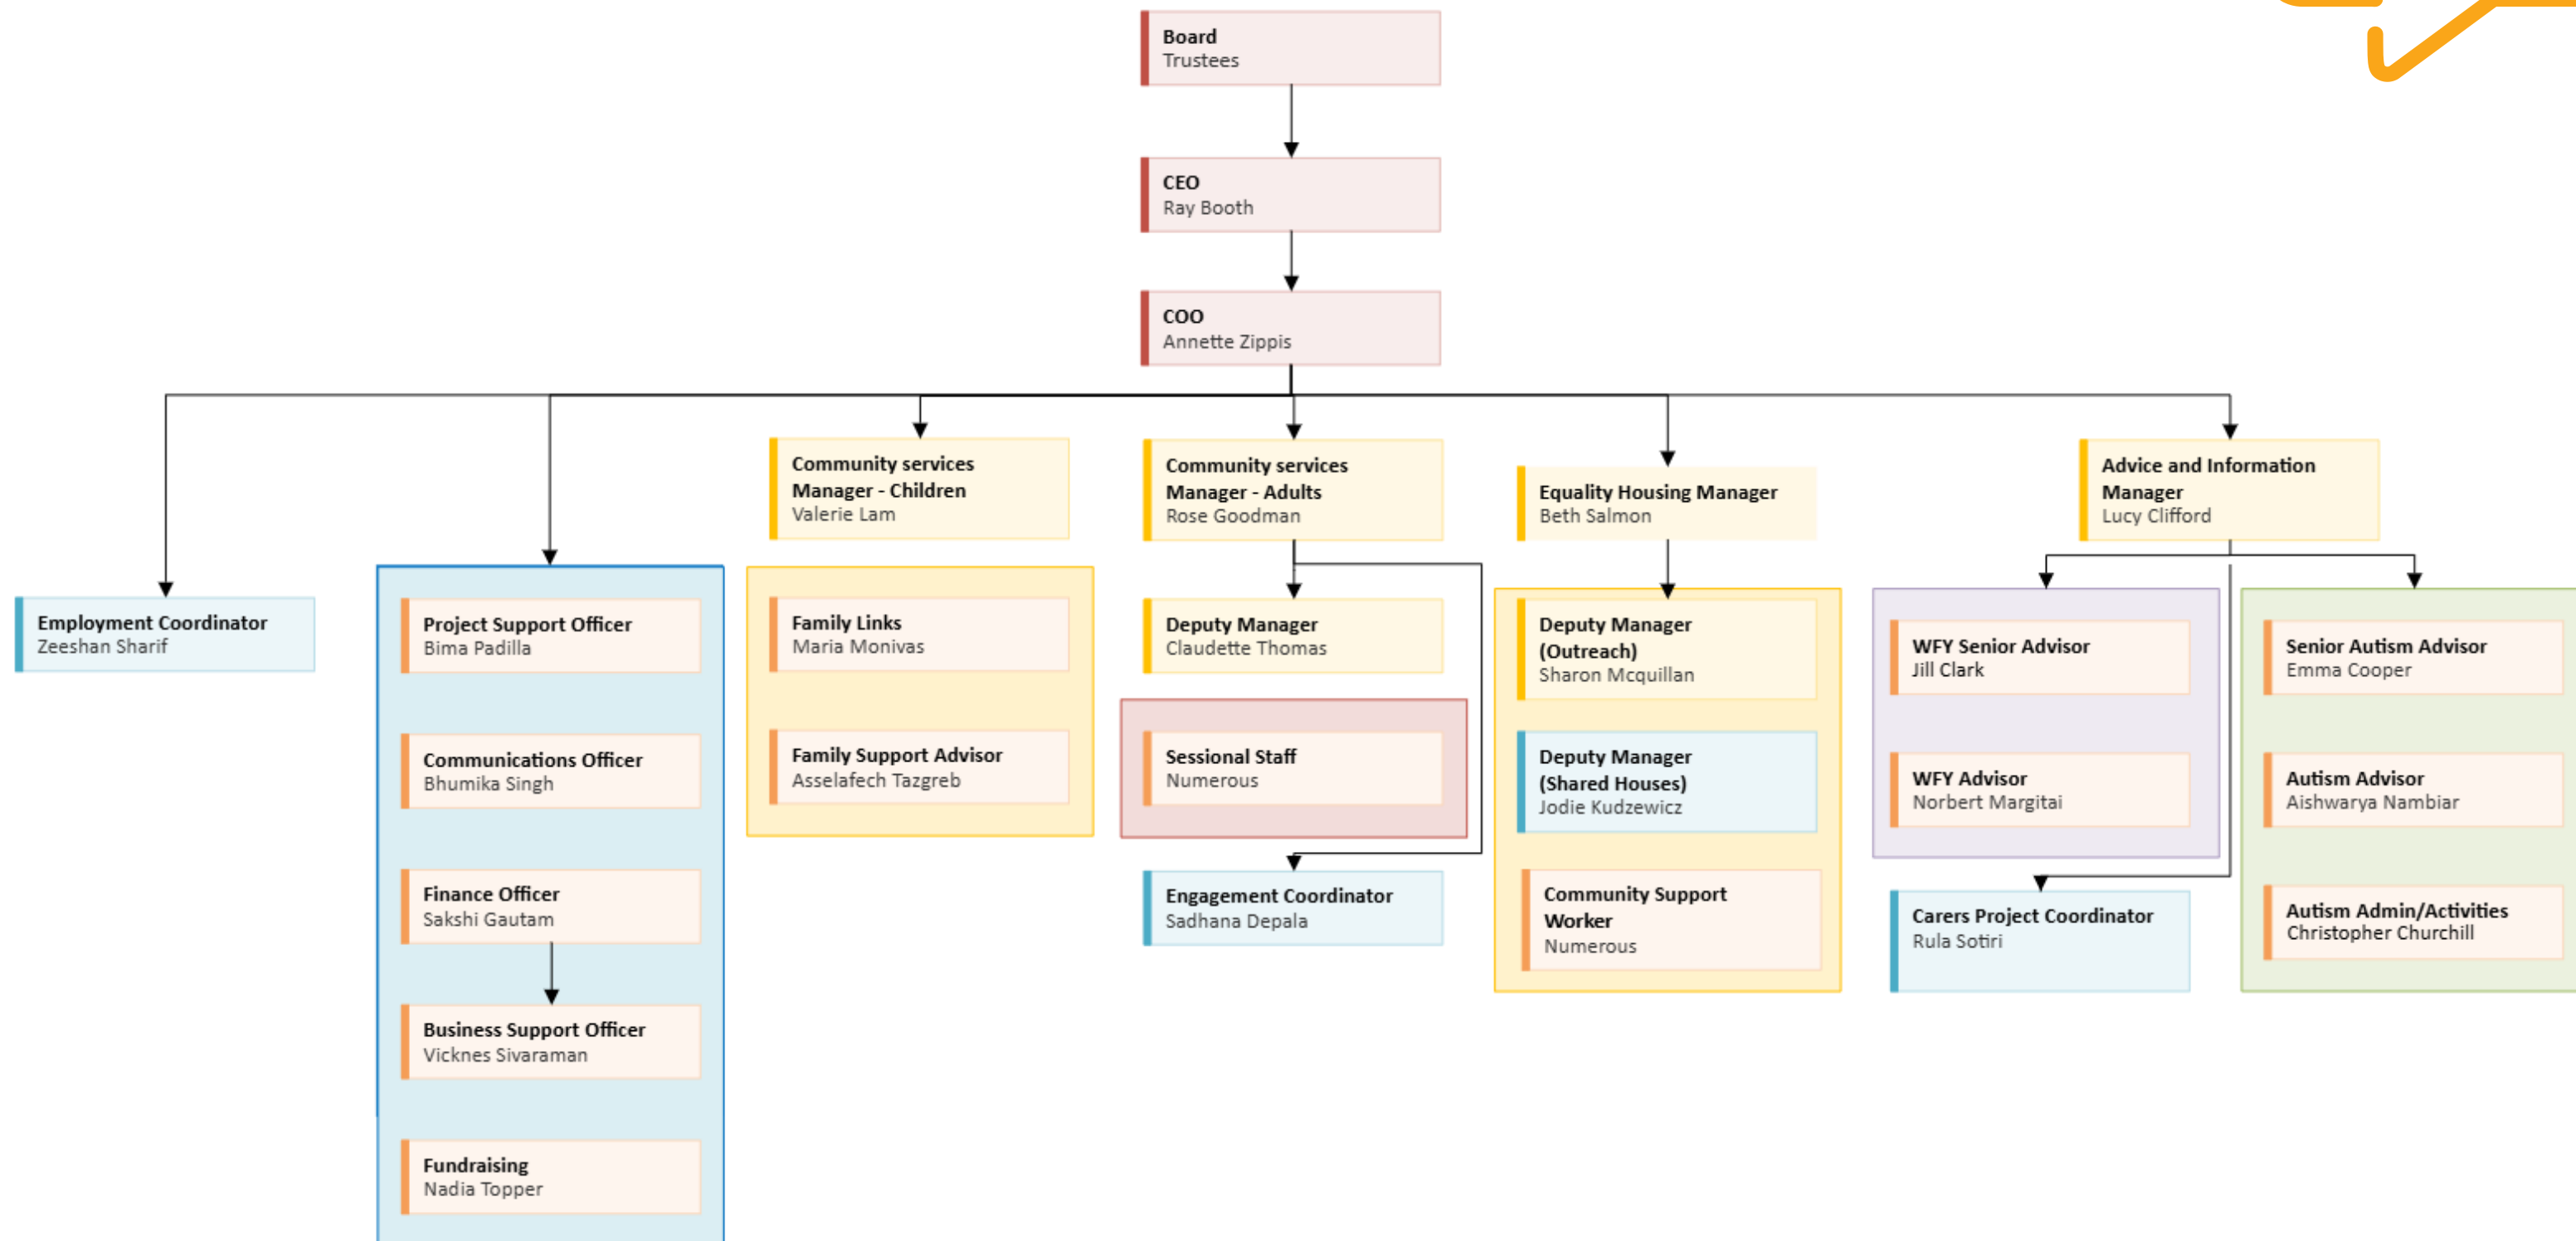 Board
Trustees
CEO
Ray Booth
COO
Annette Zippis
Employment Coordinator
Zeeshan Sharif
Project Support Officer
Bima Padilla
Communications Officer
Bhumika Singh
Finance Officer
Sakshi Gautam
Business Support Officer
Vicknes Sivaraman
Fundraising
Nadia Topper
Community services
Manager - Children
Valerie Lam
Family Links
Maria Monivas
Family Support Advisor
Asselafech Tazgreb
Community services
Manager - Adults
Rose Goodman
Deputy Manager
Claudette Thomas
Sessional Staff
Numerous
Engagement Coordinator
Sadhana Depala
Equality Housing Manager
Beth Salmon
Deputy Manager
(Outreach)
Sharon Mcquillan
Deputy Manager
(Shared Houses)
Jodie Kudzewicz
Community Support
Worker
Numerous
Advice and Information
Manager
Lucy Clifford
WFY Senior Advisor
Jill Clark
WFY Advisor
Norbert Margitai
Carers Project Coordinator
Rula Sotiri
Senior Autism Advisor
Emma Cooper
Autism Advisor
Aishwarya Nambiar
Autism Admin/Activities
Christopher Churchill